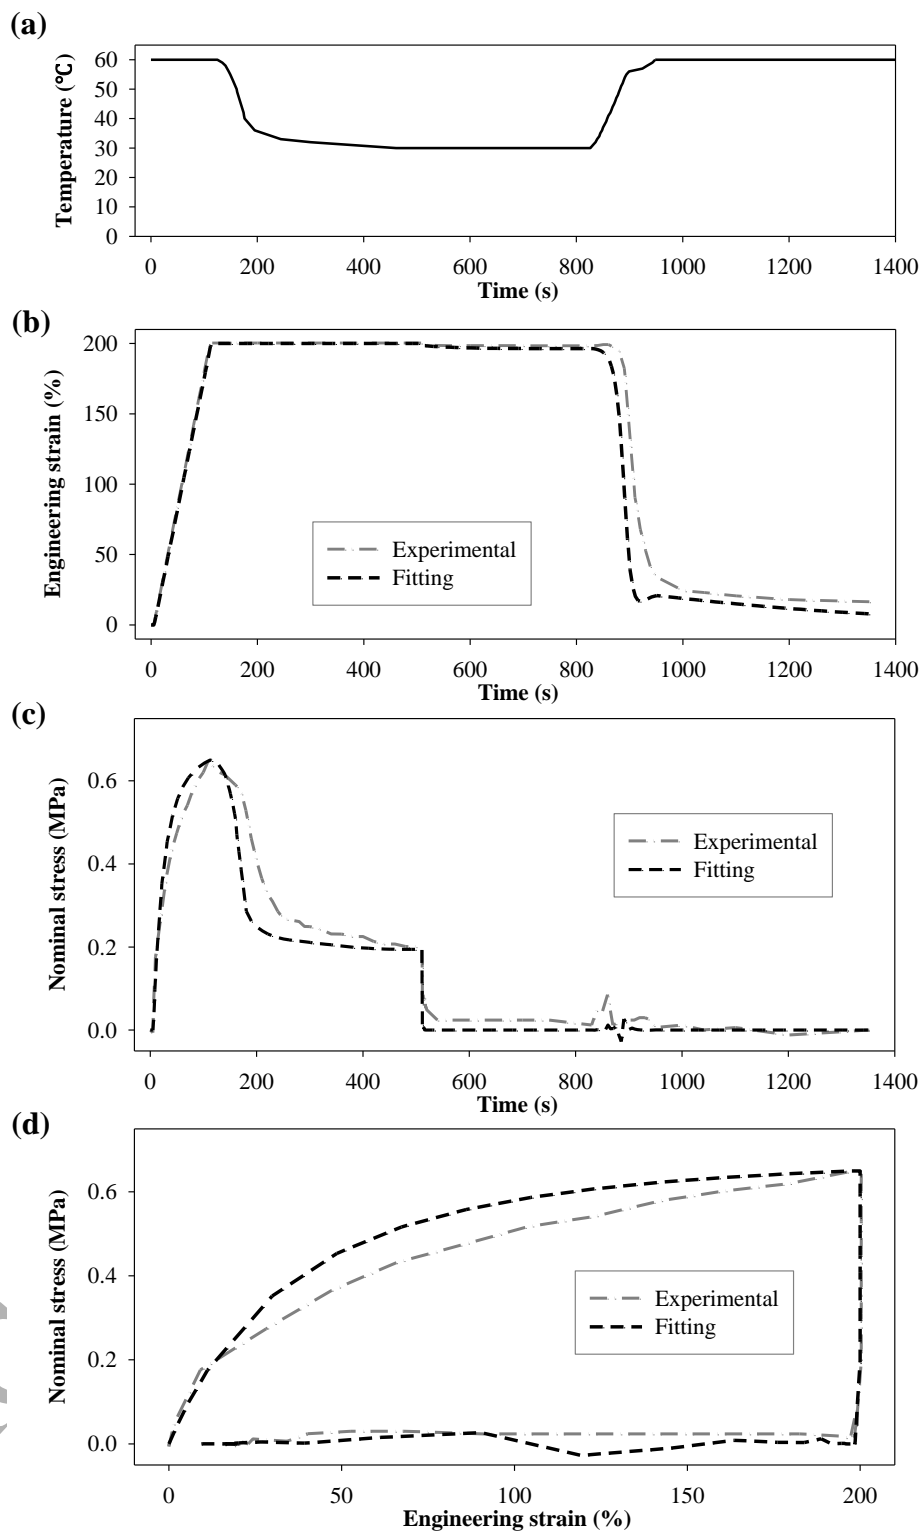 (a)
Temperature (℃)
60
50
40
30
20
10
0
0 200 400 600 800 1000 1200 1400
Time (s)
(b)
Engineering strain (%)
200
150
100
50
0
Experimental
Fitting
0 200 400 600 800 1000 1200 1400
Time (s)
(c)
Nominal stress (MPa)
0.6
0.4
0.2
0.0
Experimental
Fitting
0 200 400 600 800 1000 1200 1400
Time (s)
(d)
Nominal stress (MPa)
0.6
0.4
0.2
0.0
Experimental
Fitting
0 50 100 150 200
Engineering strain (%)